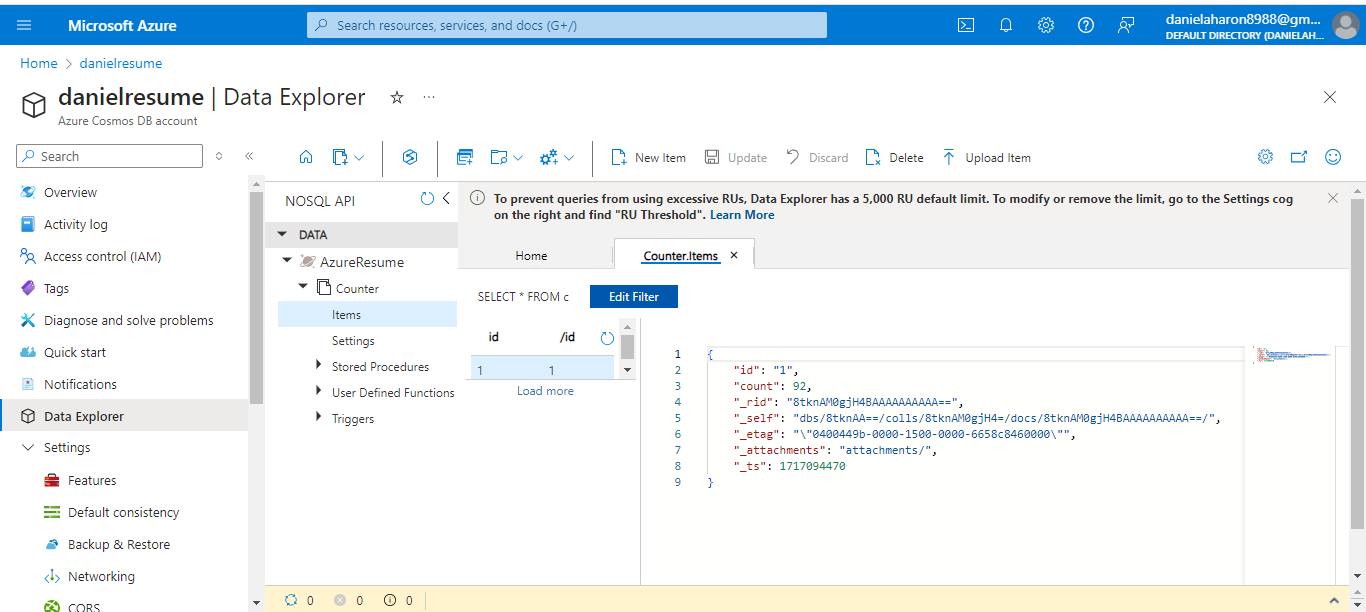 Microsoft Azure
Search resources, services, and docs (G+/)
danielaharon8988@gm...
DEFAULT DIRECTORY (DANIELAH...
Home > danielresume
danielresume | Data Explorer
Azure Cosmos DB account
Search
New Item
Update
Discard
Delete
Upload Item
Overview
Activity log
Access control (IAM)
Tags
Diagnose and solve problems
Quick start
Notifications
Data Explorer
Settings
Features
Default consistency
Backup & Restore
Networking
CORS
NOSQL API
DATA
AzureResume
Counter
Items
Settings
Stored Procedures
User Defined Functions
Triggers
To prevent queries from using excessive RUs, Data Explorer has a 5,000 RU default limit. To modify or remove the limit, go to the Settings cog
on the right and find "RU Threshold". Learn More
Home
Counter.Items
SELECT * FROM c
Edit Filter
id /id
1 1
Load more
1 {
2 "id": "1",
3 "count": 92,
4 "_rid": "8tknAM0gjH4BAAAAAAAAAA==",
5 "_self": "dbs/8tknAA==/colls/8tknAM0gjH4=/docs/8tknAM0gjH4BAAAAAAAAAA==/",
6 "_etag": "\"0400449b-0000-1500-0000-6658c8460000\"",
7 "_attachments": "attachments/",
8 "_ts": 1717094470
9 }
0 0 0